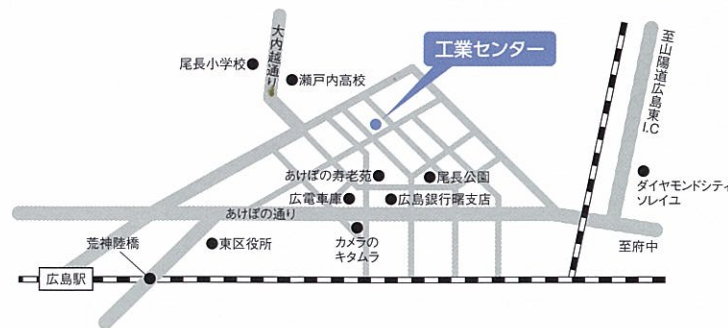 大内越通り
尾長小学校
瀬戸内高校
工業センター
至山陽道広島東I.C
あけぼの寿老苑
尾長公園
ダイヤモンドシティ
ソレイユ
広電車庫
広島銀行曙支店
あけぼの通り
カメラの
キタムラ
荒神陸橋
東区役所
至府中
広島駅